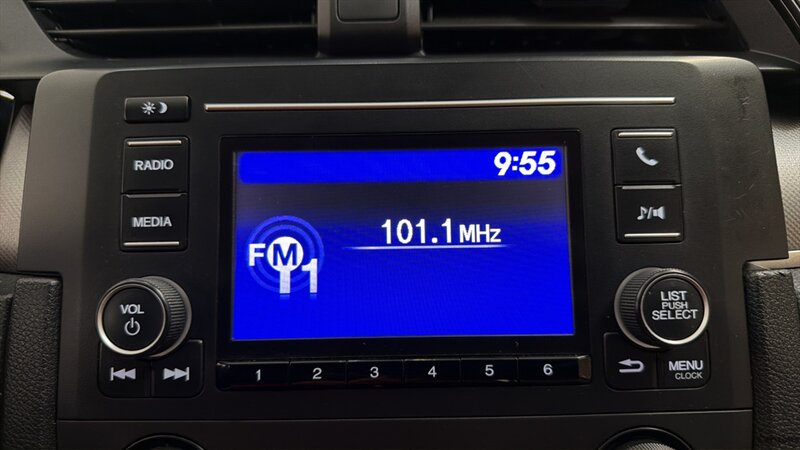 9:55
RADIO
MEDIA
101.1 MHz
FM1
VOL
LIST
PUSH
SELECT
1 2 3 4 5 6
MENU
CLOCK